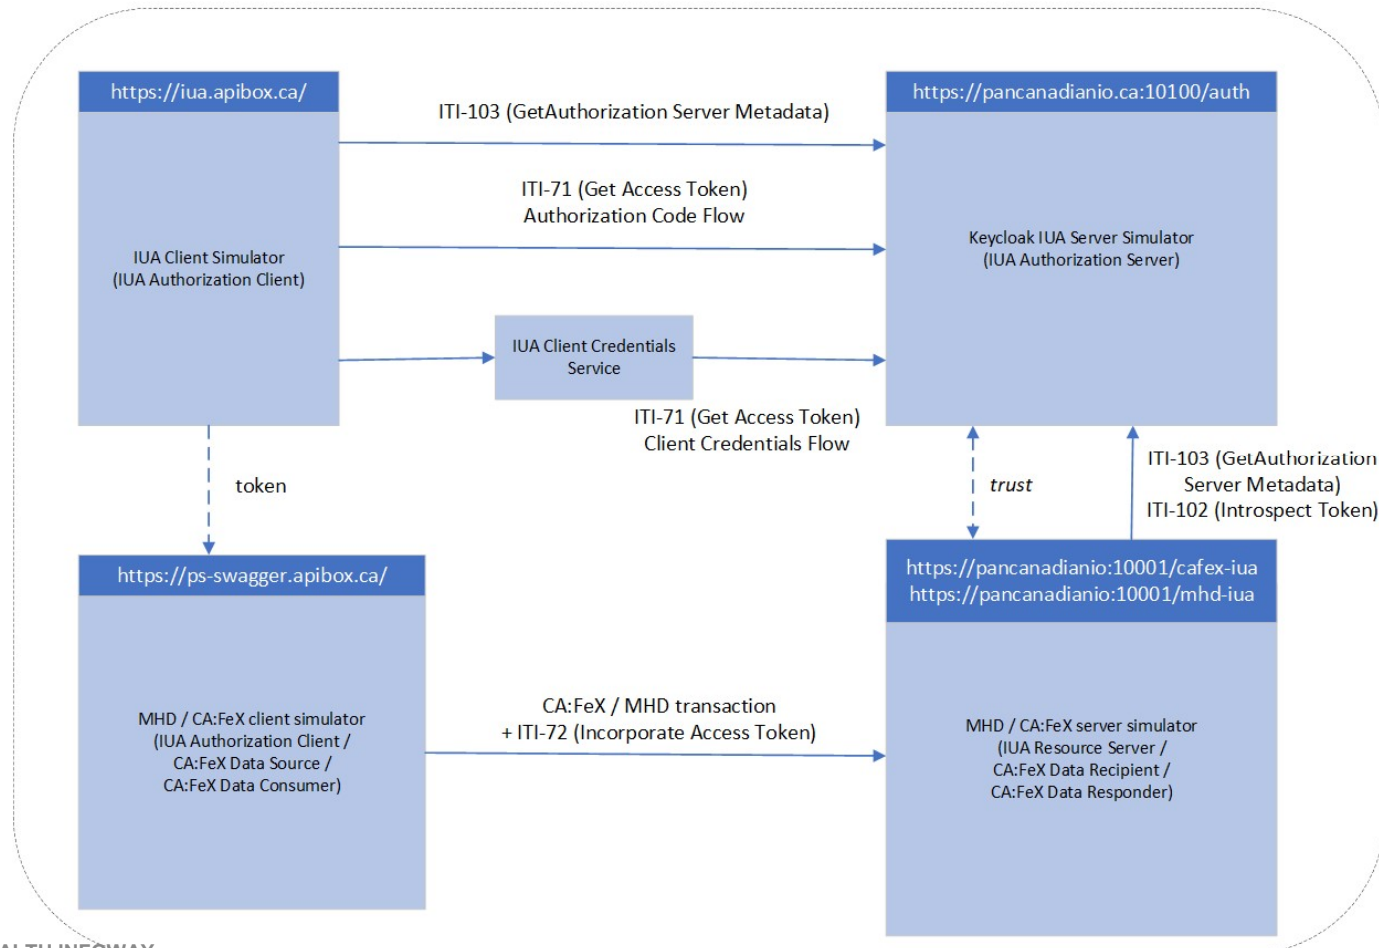 https://iua.apibox.ca/
https://pancanadianio.ca:10100/auth
ITI-103 (GetAuthorization Server Metadata)
ITI-71 (Get Access Token)
Authorization Code Flow
IUA Client Simulator
(IUA Authorization Client)
Keycloak IUA Server Simulator
(IUA Authorization Server)
IUA Client Credentials
Service
ITI-71 (Get Access Token)
Client Credentials Flow
token
trust
ITI-103 (GetAuthorization
Server Metadata)
ITI-102 (Introspect Token)
https://ps-swagger.apibox.ca/
https://pancanadianio:10001/cafex-iua
https://pancanadianio:10001/mhd-iua
MHD / CA:FeX client simulator
(IUA Authorization Client /
CA:FeX Data Source /
CA:FeX Data Consumer)
CA:FeX / MHD transaction
+ ITI-72 (Incorporate Access Token)
MHD / CA:FeX server simulator
(IUA Resource Server /
CA:FeX Data Recipient /
CA:FeX Data Responder)